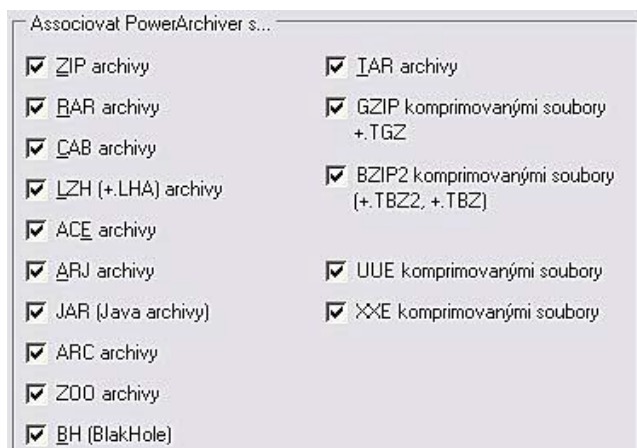 Associovat PowerArchiver s...
ZIP archivy
RAR archivy
CAB archivy
LZH (+.LHA) archivy
ACE archivy
ARJ archivy
JAR (Java archivy)
ARC archivy
ZOO archivy
BH (BlakHole)
TAR archivy
GZIP komprimovanými soubory
+.TGZ
BZIP2 komprimovanými soubory
(+.TBZ2, +.TBZ)
UUE komprimovanými soubory
XXE komprimovanými soubory